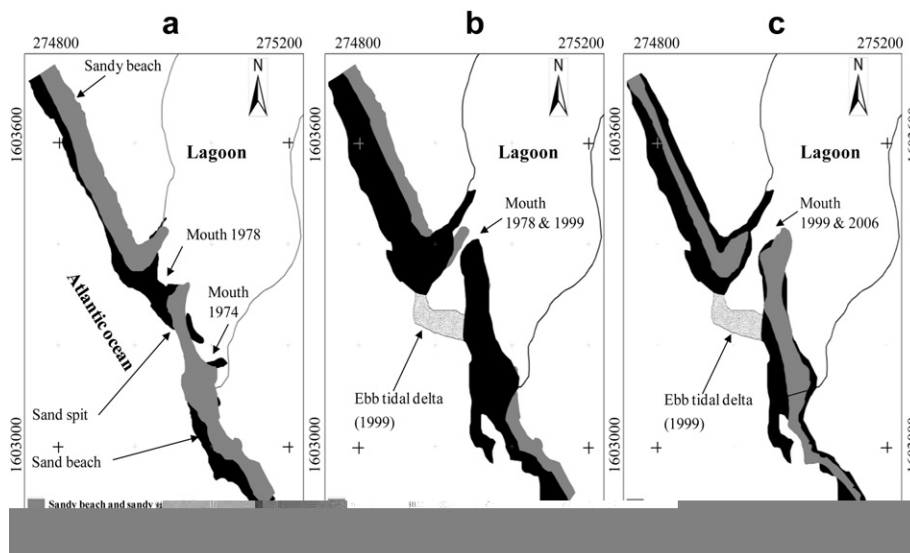 a
b
c
274800
275200
274800
275200
274800
275200
Sandy beach
N
N
N
1603600
1603600
1603600
Lagoon
Lagoon
Lagoon
Mouth 1978
Mouth
1978 & 1999
Mouth
1999 & 2006
Atlantic ocean
Mouth
1974
Sand spit
Ebb tidal delta
(1999)
Ebb tidal delta
(1999)
Sand beach
1603000
1603000
Sandy beach and sandy